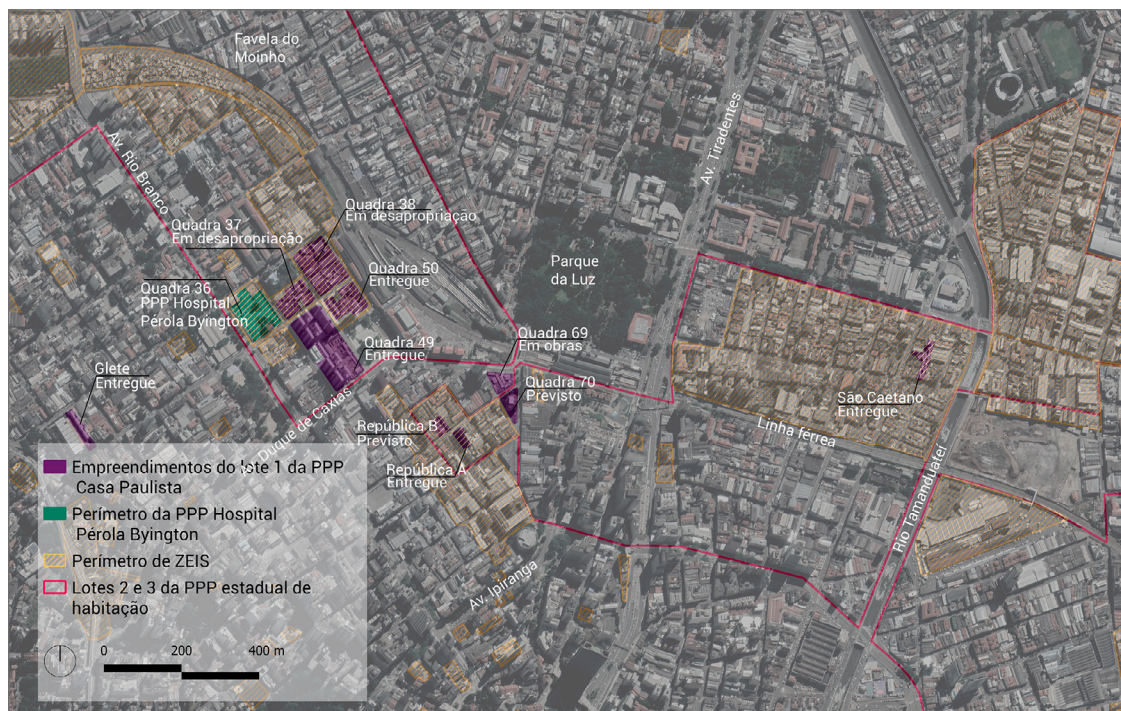 Favela do
Moinho
Av. Tiradentes
Av. Rio Branco
Quadra 38
Em desapropriação
Quadra 37
Em desapropriação
Quadra 50
Entregue
Parque
da Luz
Quadra 36
PPP Hospital
Pérola Byington
Quadra 69
Em obras
Quadra 49
Entregue
Glete
Entregue
Quadra 70
Previsto
São Caetano
Entregue
Duque de Caxias
República B
Previsto
Linha férrea
República A
Entregue
Rio Tamanduateí
Av. Ipiranga
Empreendimentos do lote 1 da PPP
Casa Paulista
Perímetro da PPP Hospital
Pérola Byington
Perímetro de ZEIS
Lotes 2 e 3 da PPP estadual de
habitação
0 200 400 m